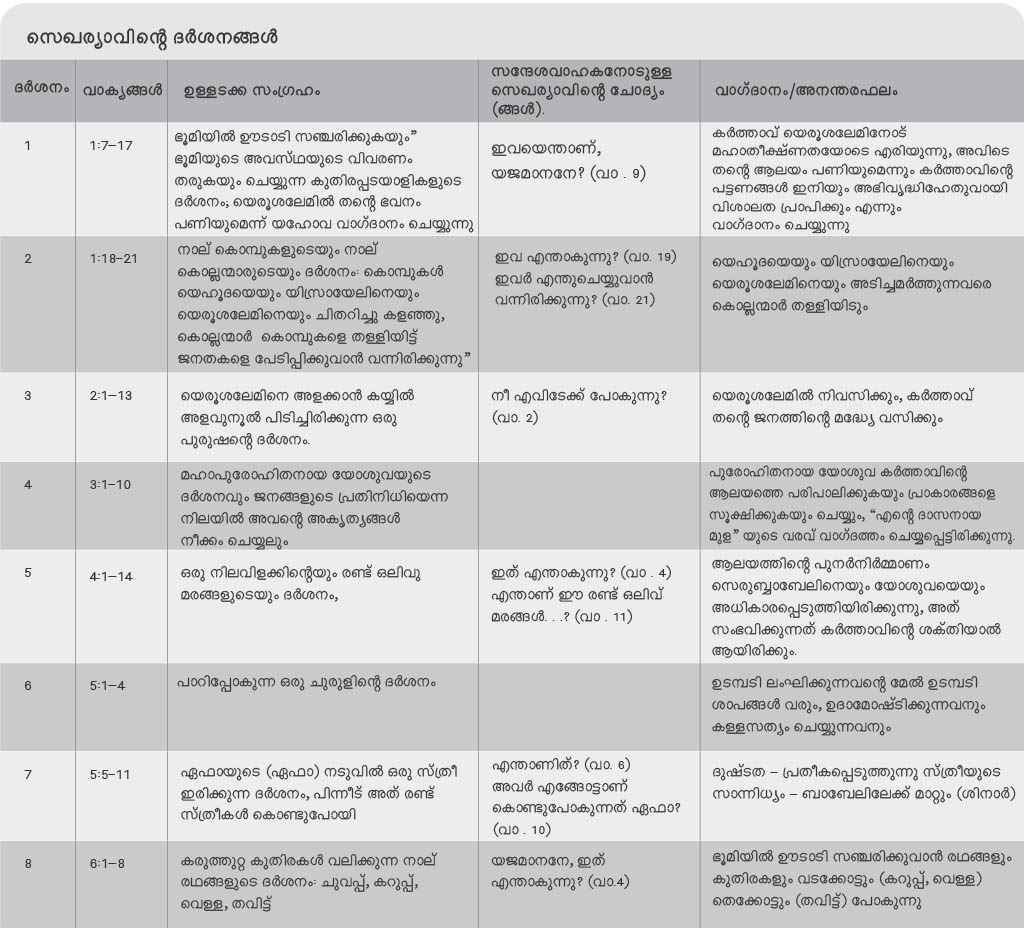 സെഖര്യാവിന്റെ ദർശനങ്ങൾ
ദർശനം
വാക്യങ്ങൾ
ഉള്ളടക്ക സംഗ്രഹം
സന്ദേശവാഹകനോടുള്ള
സെഖര്യാവിന്റെ ചോദ്യം
(ങ്ങൾ).
വാഗ്ദാനം/അനന്തരഫലം
1
1:7–17
ഭൂമിയിൽ ഊടാടി സഞ്ചരിക്കുകയും”
ഭൂമിയുടെ അവസ്ഥയുടെ വിവരണം
തരുകയും ചെയ്യുന്ന കുതിരപ്പടയാളികളുടെ
ദർശനം; യെരൂശലേമിൽ തന്റെ ഭവനം
പണിയുമെന്ന് യഹോവ വാഗ്ദാനം ചെയ്യുന്നു
ഇവയെന്താണ്,
യജമാനനേ? (വാ . 9)
കർത്താവ് യെരൂശലേമിനോട്
മഹാതീക്ഷ്ണതയോടെ എരിയുന്നു, അവിടെ
തന്റെ ആലയം പണിയുമെന്നും കർത്താവിന്റെ
പട്ടണങ്ങൾ ഇനിയും അഭിവൃദ്ധിഹേതുവായി
വിശാലത പ്രാപിക്കും എന്നും
വാഗ്ദാനം ചെയ്യുന്നു
2
1:18–21
നാല് കൊമ്പുകളുടെയും നാല്
കൊല്ലന്മാരുടെയും ദർശനം: കൊമ്പുകൾ
യെഹൂദയെയും യിസ്രായേലിനെയും
യെരൂശലേമിനെയും ചിതറിച്ചു കളഞ്ഞു,
കൊല്ലന്മാർ കൊമ്പുകളെ തള്ളിയിട്ട്
ജനതകളെ പേടിപ്പിക്കുവാൻ വന്നിരിക്കുന്നു”
ഇവ എന്താകുന്നു? (വാ. 19)
ഇവർ എന്തുചെയ്യുവാൻ
വന്നിരിക്കുന്നു? (വാ. 21)
യെഹൂദയെയും യിസ്രായേലിനെയും
യെരൂശലേമിനെയും അടിച്ചമർത്തുന്നവരെ
കൊല്ലന്മാർ തള്ളിയിടും
3
2:1–13
യെരൂശലേമിനെ അളക്കാൻ കയ്യിൽ
അളവുനൂൽ പിടിച്ചിരിക്കുന്ന ഒരു
പുരുഷന്റെ ദർശനം.
നീ എവിടേക്ക് പോകുന്നു?
(വാ. 2)
യെരൂശലേമിൽ നിവസിക്കും, കർത്താവ്
തന്റെ ജനത്തിന്റെ മദ്ധ്യേ വസിക്കും
4
3:1–10
മഹാപുരോഹിതനായ യോശുവയുടെ
ദർശനവും ജനങ്ങളുടെ പ്രതിനിധിയെന്ന
നിലയിൽ അവന്റെ അകൃത്യങ്ങൾ
നീക്കം ചെയ്യലും
പുരോഹിതനായ യോശുവ കർത്താവിന്റെ
ആലയത്തെ പരിപാലിക്കുകയും പ്രാകാരങ്ങളെ
സൂക്ഷിക്കുകയും ചെയ്യും, “എന്റെ ദാസനായ
മുള” യുടെ വരവ് വാഗ്ദത്തം ചെയ്യപ്പെട്ടിരിക്കുന്നു.
5
4:1–14
ഒരു നിലവിളക്കിന്റെയും രണ്ട് ഒലിവു
മരങ്ങളുടെയും ദർശനം,
ഇത് എന്താകുന്നു? (വാ . 4)
എന്താണ് ഈ രണ്ട് ഒലിവ്
മരങ്ങൾ. . .? (വാ . 11)
ആലയത്തിന്റെ പുനർനിർമ്മാണം
സെരുബ്ബാബേലിനെയും യോശുവയെയും
അധികാരപ്പെടുത്തിയിരിക്കുന്നു, അത്
സംഭവിക്കുന്നത് കർത്താവിന്റെ ശക്തിയാൽ
ആയിരിക്കും.
6
5:1–4
പാറിപ്പോകുന്ന ഒരു ചുരുളിന്റെ ദർശനം
ഉടമ്പടി ലംഘിക്കുന്നവന്റെ മേൽ ഉടമ്പടി
ശാപങ്ങൾ വരും, ഉദാമോഷ്ടിക്കുന്നവനും
കള്ളസത്യം ചെയ്യുന്നവനും
7
5:5–11
ഏഫായുടെ (ഏഫാ) നടുവിൽ ഒരു സ്ത്രീ
ഇരിക്കുന്ന ദർശനം, പിന്നീട് അത് രണ്ട്
സ്ത്രീകൾ കൊണ്ടുപോയി
എന്താണിത്? (വാ. 6)
അവർ എങ്ങോട്ടാണ്
കൊണ്ടുപോകുന്നത് ഏഫാ?
(വാ . 10)
ദുഷ്ടത – പ്രതീകപ്പെടുത്തുന്നു സ്ത്രീയുടെ
സാന്നിധ്യം – ബാബേലിലേക്ക് മാറ്റും (ശിനാർ)
8
6:1–8
കരുത്തുറ്റ കുതിരകൾ വലിക്കുന്ന നാല്
രഥങ്ങളുടെ ദർശനം: ചുവപ്പ്, കറുപ്പ്,
വെള്ള, തവിട്ട്
യജമാനനേ, ഇത്
എന്താകുന്നു? (വാ.4)
ഭൂമിയിൽ ഊടാടി സഞ്ചരിക്കുവാൻ രഥങ്ങളും
കുതിരകളും വടക്കോട്ടും (കറുപ്പ്, വെള്ള)
തെക്കോട്ടും (തവിട്ട്) പോകുന്നു